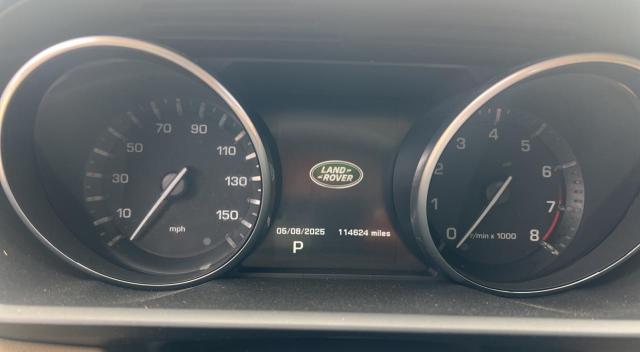 10 30 50 70 90 110 130 150
mph
LAND
ROVER
05/08/2025 114624 miles
P
0 1 2 3 4 5 6 7 8
r/min x 1000